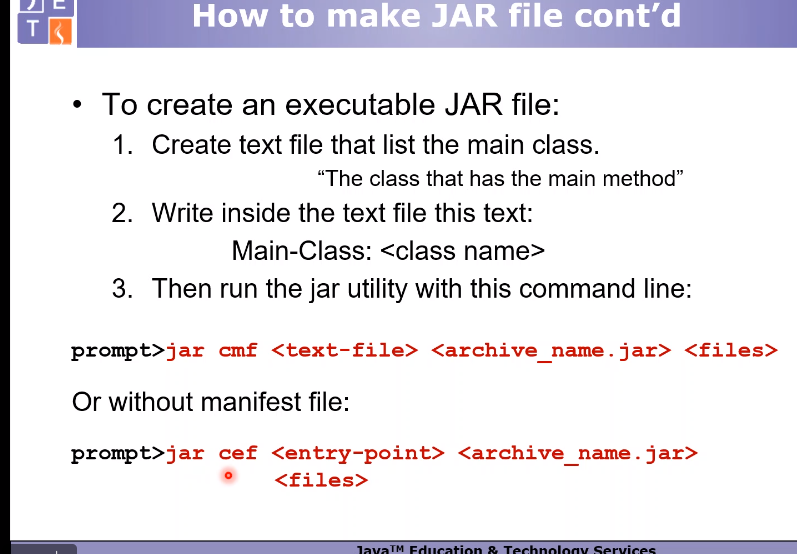 J E
T
How to make JAR file cont’d
• To create an executable JAR file:
1. Create text file that list the main class.
“The class that has the main method”
2. Write inside the text file this text:
Main-Class: <class name>
3. Then run the jar utility with this command line:
prompt>jar cmf <text-file> <archive_name.jar> <files>
Or without manifest file:
prompt>jar cef <entry-point> <archive_name.jar>
<files>
Java™ Education & Technology Services